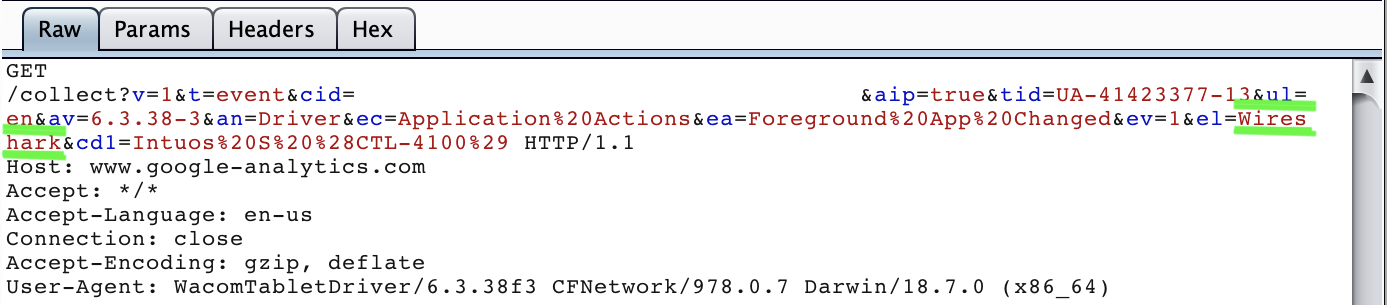 Raw Params Headers Hex
GET
/collect?v=1&t=event&cid= &aip=true&tid=UA-41423377-13&ul=
en&av=6.3.38-3&an=Driver&ec=Application%20Actions&ea=Foreground%20App%20Changed&ev=1&el=Wires
hark&cd1=Intuos%20S%20%28CTL-4100%29 HTTP/1.1
Host: www.google-analytics.com
Accept: */*
Accept-Language: en-us
Connection: close
Accept-Encoding: gzip, deflate
User-Agent: WacomTabletDriver/6.3.38f3 CFNetwork/978.0.7 Darwin/18.7.0 (x86_64)